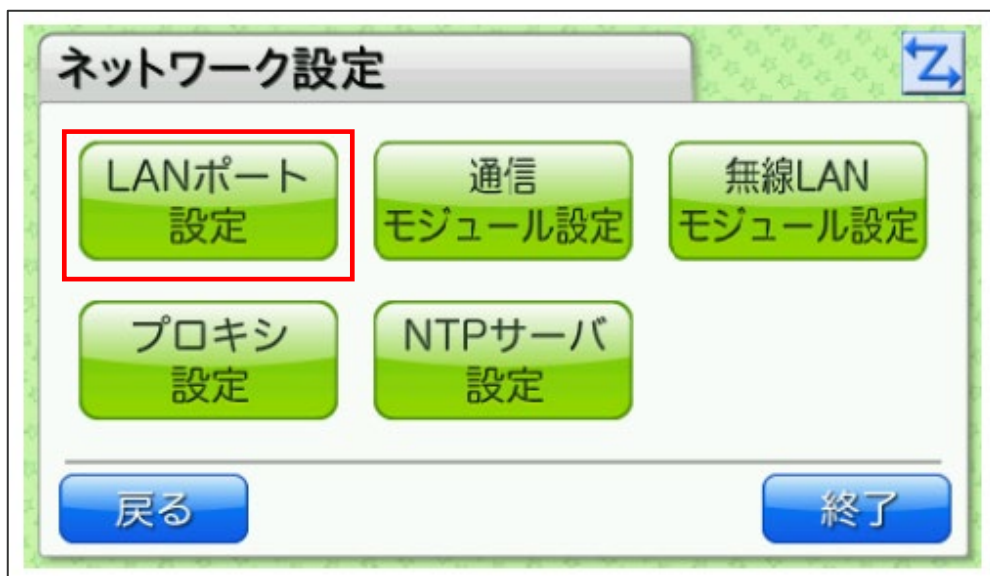 ネットワーク設定
Z
LANポート
設定
通信
モジュール設定
無線LAN
モジュール設定
プロキシ
設定
NTPサーバ
設定
戻る
終了